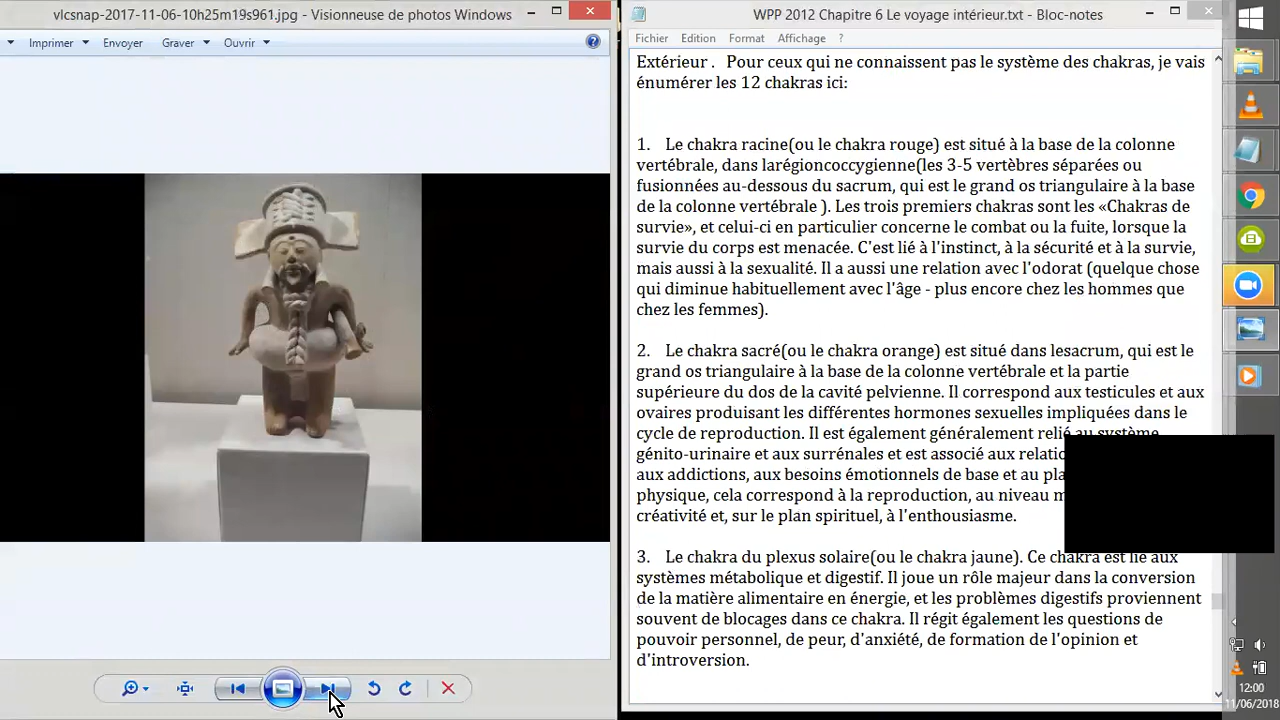 vlcsnap-2017-11-06-10h25m19s961.jpg - Visionneuse de photos Windows
Imprimer Envoyer Graver Ouvrir
WPP 2012 Chapitre 6 Le voyage intérieur.txt - Bloc-notes
Fichier Edition Format Affichage ?
Extérieur . Pour ceux qui ne connaissent pas le système des chakras, je vais
énumérer les 12 chakras ici:
1. Le chakra racine(ou le chakra rouge) est situé à la base de la colonne
vertébrale, dans larégioncoccygienne(les 3-5 vertèbres séparées ou
fusionnées au-dessous du sacrum, qui est le grand os triangulaire à la base
de la colonne vertébrale ). Les trois premiers chakras sont les «Chakras de
survie», et celui-ci en particulier concerne le combat ou la fuite, lorsque la
survie du corps est menacée. C'est lié à l'instinct, à la sécurité et à la survie,
mais aussi à la sexualité. Il a aussi une relation avec l'odorat (quelque chose
qui diminue habituellement avec l'âge - plus encore chez les hommes que
chez les femmes).
2. Le chakra sacré(ou le chakra orange) est situé dans lesacrum, qui est le
grand os triangulaire à la base de la colonne vertébrale et la partie
supérieure du dos de la cavité pelvienne. Il correspond aux testicules et aux
ovaires produisant les différentes hormones sexuelles impliquées dans le
cycle de reproduction. Il est également généralement relié au système
génito-urinaire et aux surrénales et est associé aux relatio
aux addictions, aux besoins émotionnels de base et au pla
physique, cela correspond à la reproduction, au niveau m
créativité et, sur le plan spirituel, à l'enthousiasme.
3. Le chakra du plexus solaire(ou le chakra jaune). Ce chakra est lié aux
systèmes métabolique et digestif. Il joue un rôle majeur dans la conversion
de la matière alimentaire en énergie, et les problèmes digestifs proviennent
souvent de blocages dans ce chakra. Il régit également les questions de
pouvoir personnel, de peur, d'anxiété, de formation de l'opinion et
d'introversion.
12:00
11/06/2018